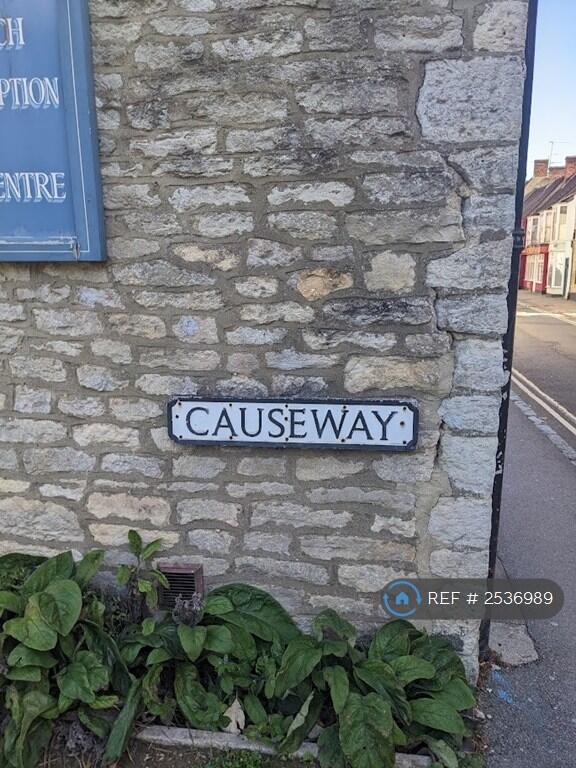 CH
PTION
ENTRE
CAUSEWAY
REF # 2536989